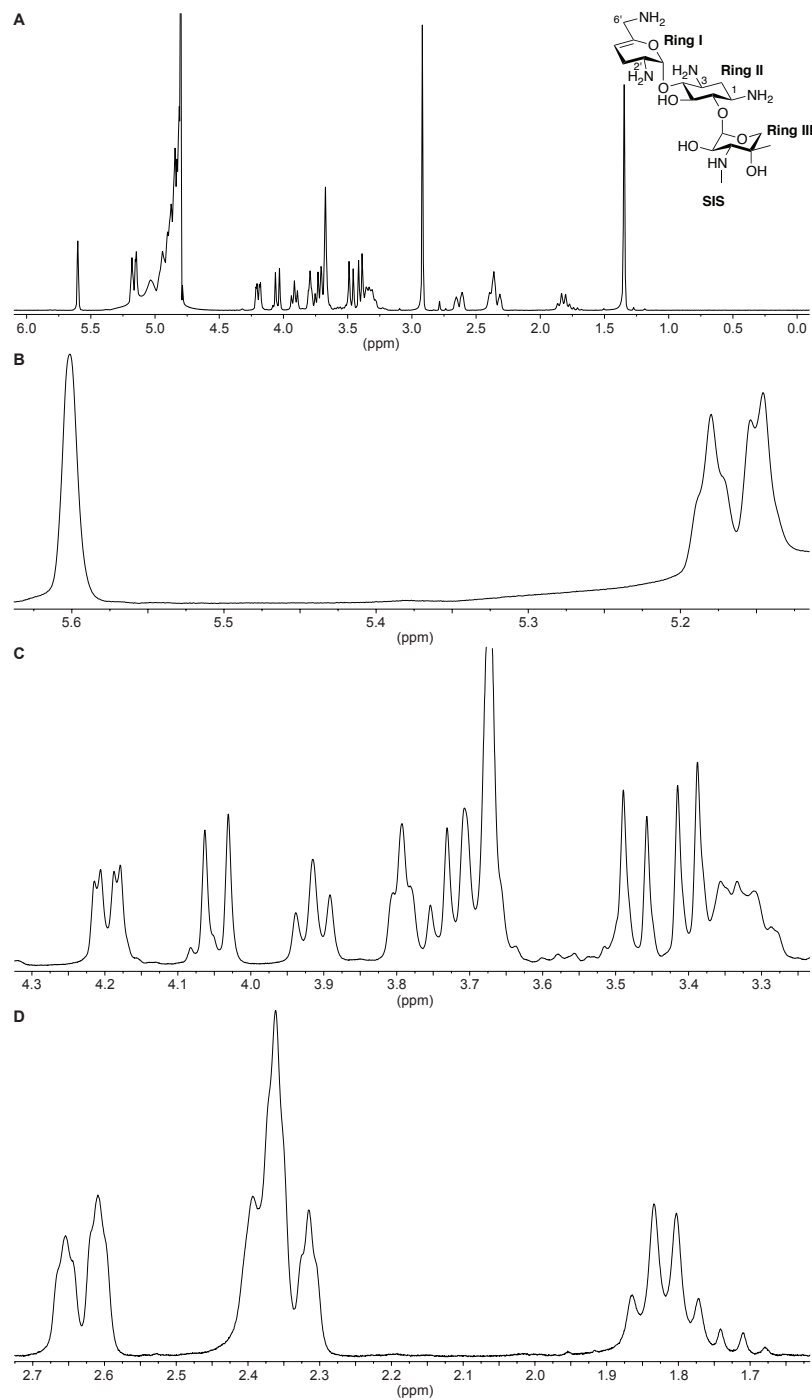 A
6'
NH2
O
Ring I
2'
H2N
H2N
3
Ring II
O
1
NH2
HO
O
O
Ring III
HO
HN
OH
SIS
6.0 5.5 5.0 4.5 4.0 3.5 3.0 2.5 2.0 1.5 1.0 0.5 0.0
(ppm)
B
5.6 5.5 5.4 5.3 5.2
(ppm)
C
4.3 4.2 4.1 4.0 3.9 3.8 3.7 3.6 3.5 3.4 3.3
(ppm)
D
2.7 2.6 2.5 2.4 2.3 2.2 2.1 2.0 1.9 1.8 1.7
(ppm)